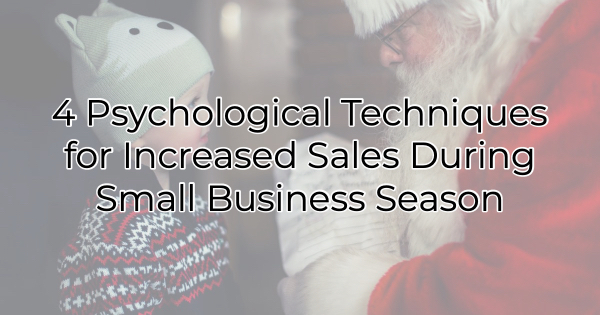 4 Psychological Techniques
for Increased Sales During
Small Business Season